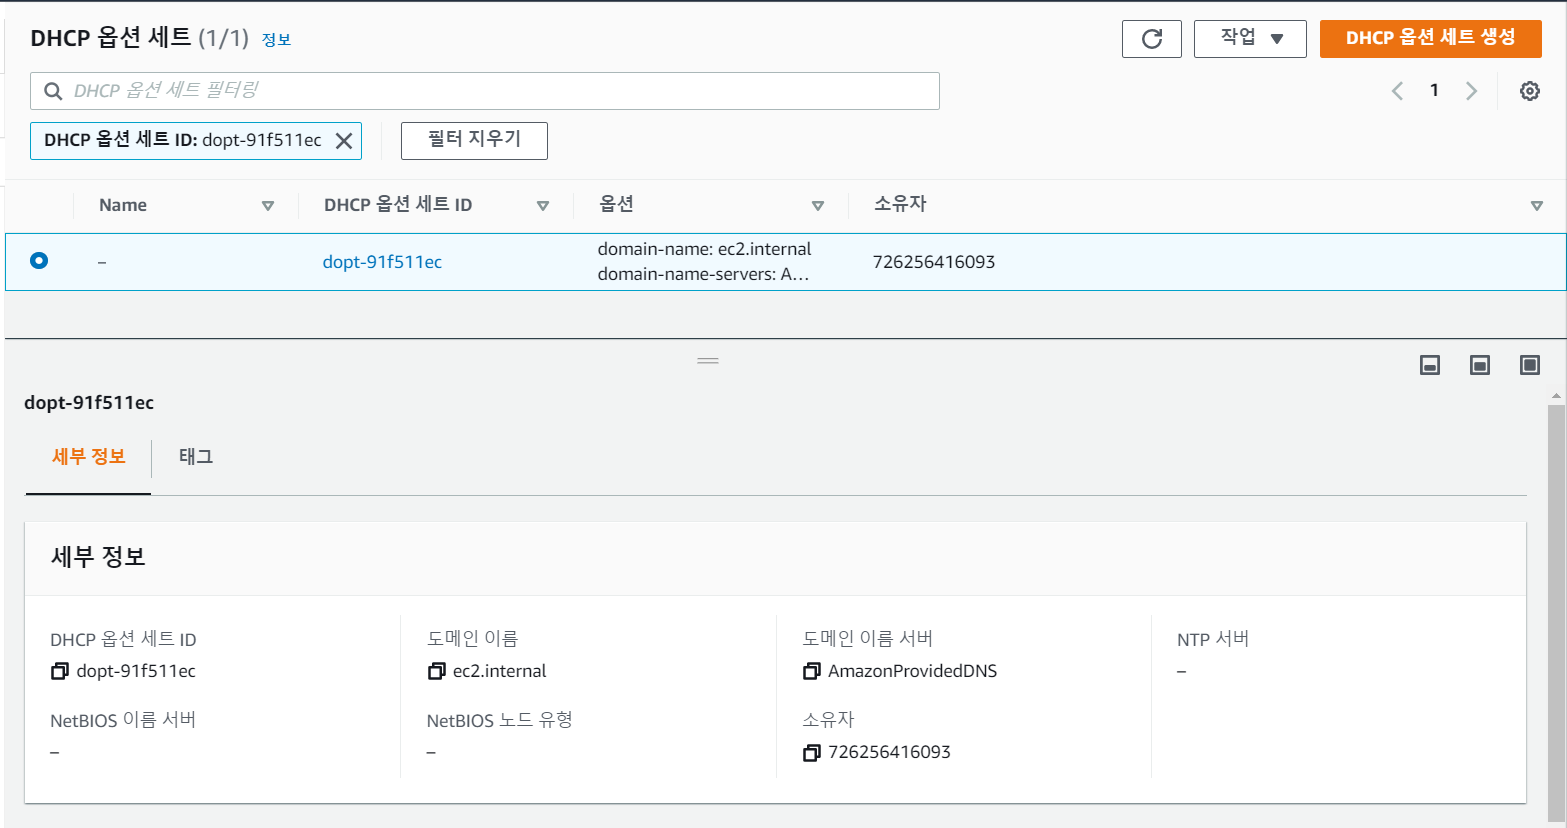 DHCP 옵션 세트 (1/1) 정보
작업
DHCP 옵션 세트 생성
DHCP 옵션 세트 필터링
1
DHCP 옵션 세트 ID: dopt-91f511ec
필터 지우기
Name
DHCP 옵션 세트 ID
옵션
소유자
–
dopt-91f511ec
domain-name: ec2.internal
domain-name-servers: A...
726256416093
dopt-91f511ec
세부 정보
태그
세부 정보
DHCP 옵션 세트 ID
dopt-91f511ec
도메인 이름
ec2.internal
도메인 이름 서버
AmazonProvidedDNS
NTP 서버
–
NetBIOS 이름 서버
–
NetBIOS 노드 유형
–
소유자
726256416093